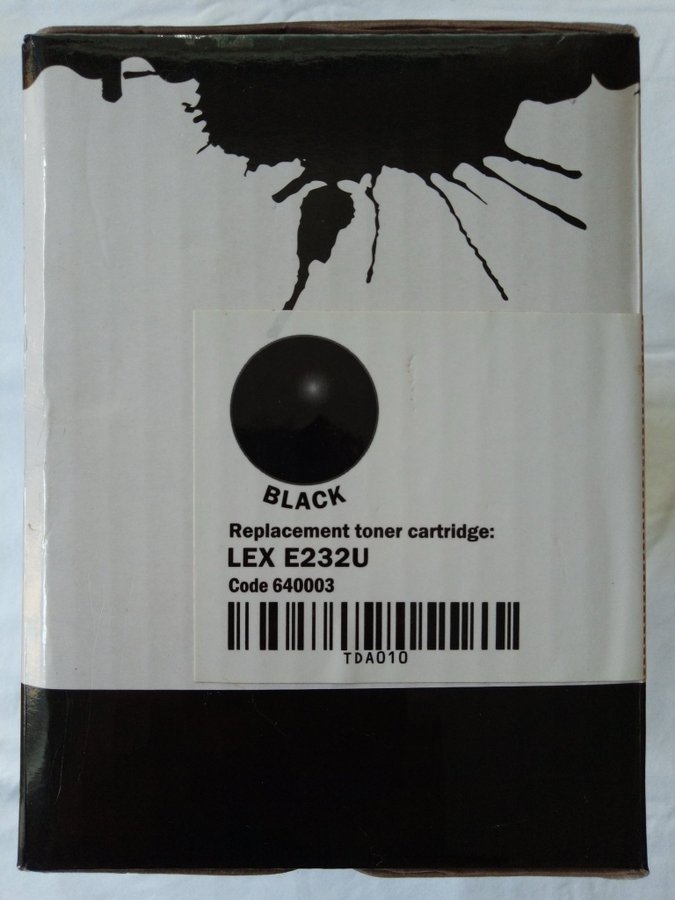 BLACK
Replacement toner cartridge:
LEX E232U
Code 640003
TDA010